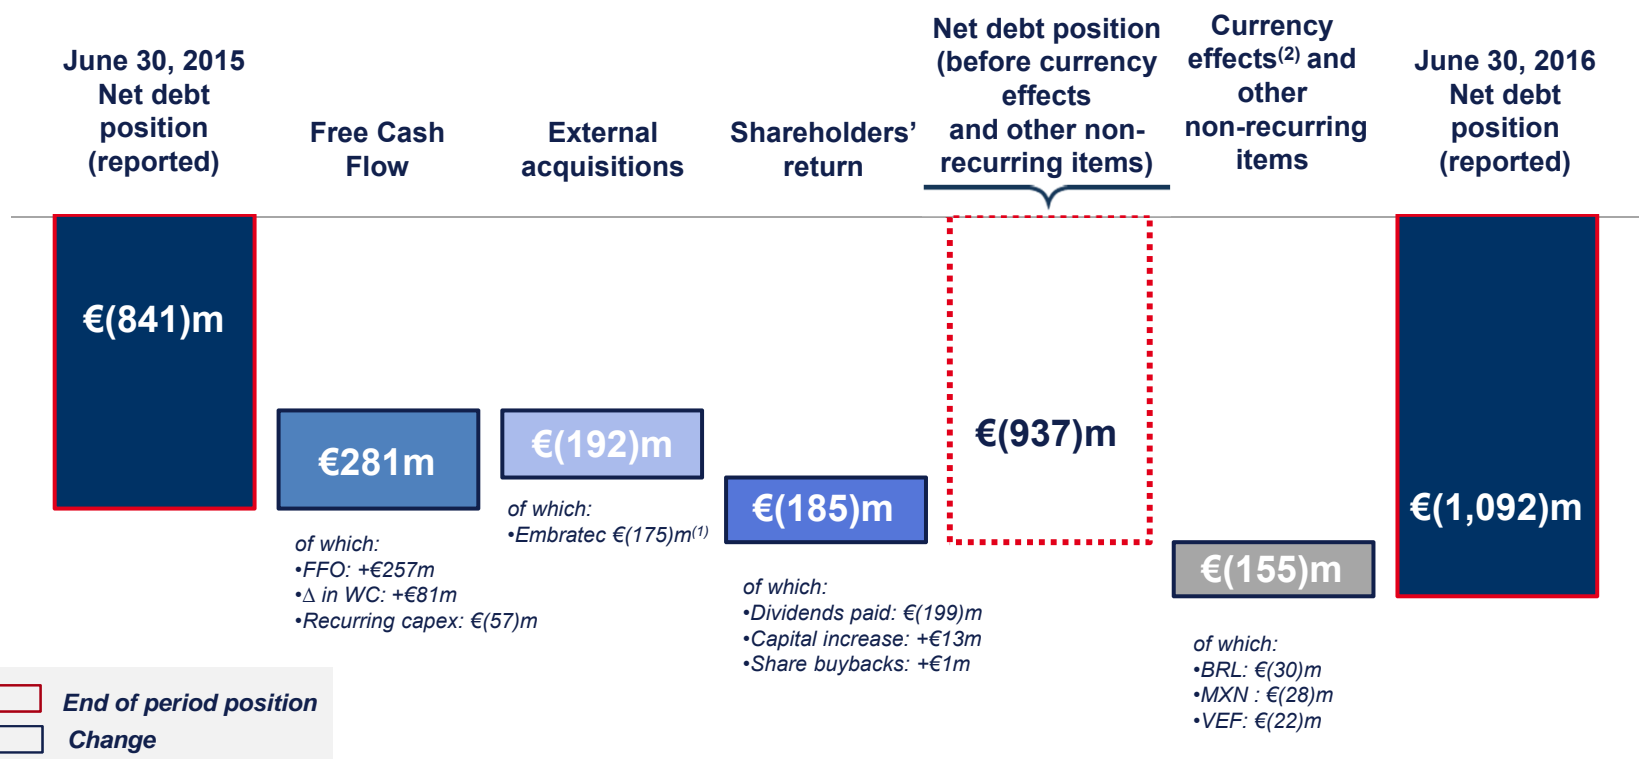 June 30, 2015
Net debt
position
(reported)
Free Cash
Flow
External
acquisitions
Shareholders’
return
Net debt position
(before currency
effects
and other non-
recurring items)
Currency
effects(2) and
other
non-recurring
items
June 30, 2016
Net debt
position
(reported)
€(841)m
€281m
of which:
•FFO: +€257m
•∆ in WC: +€81m
•Recurring capex: €(57)m
€(192)m
of which:
•Embratec €(175)m(1)
€(185)m
of which:
•Dividends paid: €(199)m
•Capital increase: +€13m
•Share buybacks: +€1m
€(937)m
€(155)m
of which:
•BRL: €(30)m
•MXN : €(28)m
•VEF: €(22)m
€(1,092)m
End of period position
Change